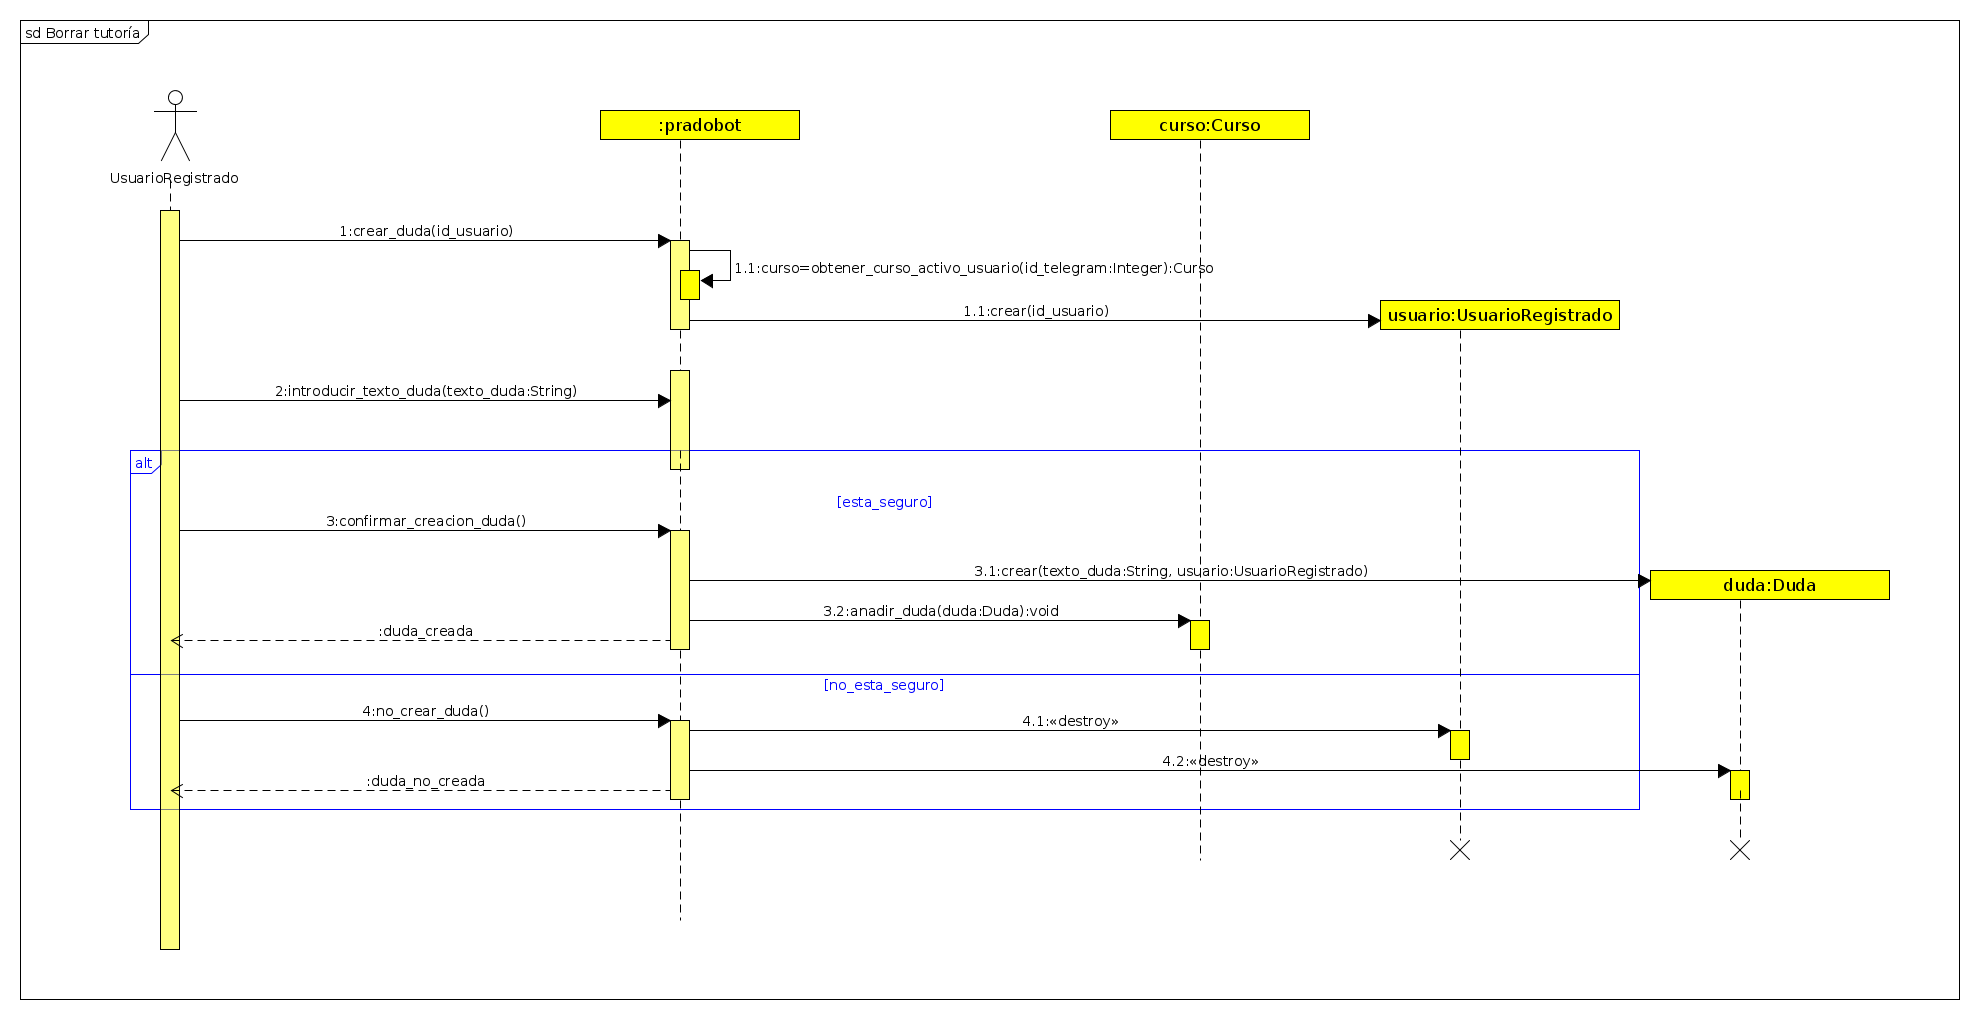 sd Borrar tutoría
UsuarioRegistrado
:pradobot
curso:Curso
1:crear_duda(id_usuario)
1.1:curso=obtener_curso_activo_usuario(id_telegram:Integer):Curso
1.1:crear(id_usuario)
usuario:UsuarioRegistrado
2:introducir_texto_duda(texto_duda:String)
alt
[esta_seguro]
3:confirmar_creacion_duda()
3.1:crear(texto_duda:String, usuario:UsuarioRegistrado)
duda:Duda
3.2:anadir_duda(duda:Duda):void
:duda_creada
[no_esta_seguro]
4:no_crear_duda()
4.1:«destroy»
4.2:«destroy»
:duda_no_creada